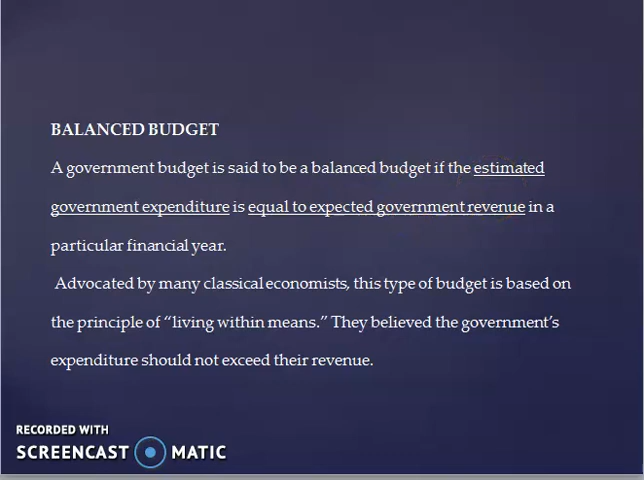 BALANCED BUDGET
A government budget is said to be a balanced budget if the estimated
government expenditure is equal to expected government revenue in a
particular financial year.
Advocated by many classical economists, this type of budget is based on
the principle of “living within means.” They believed the government’s
expenditure should not exceed their revenue.
RECORDED WITH
SCREENCAST MATIC